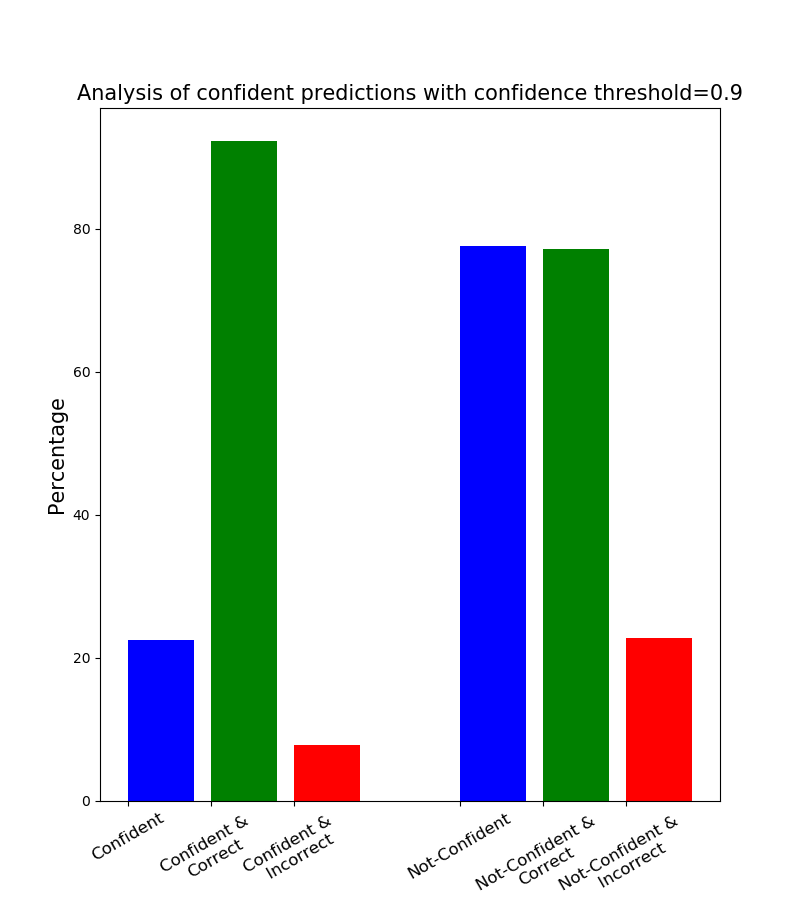 Analysis of confident predictions with confidence threshold=0.9
Percentage
80
60
40
20
0
Confident
Confident &
Correct
Confident &
Incorrect
Not-Confident
Not-Confident &
Correct
Not-Confident &
Incorrect